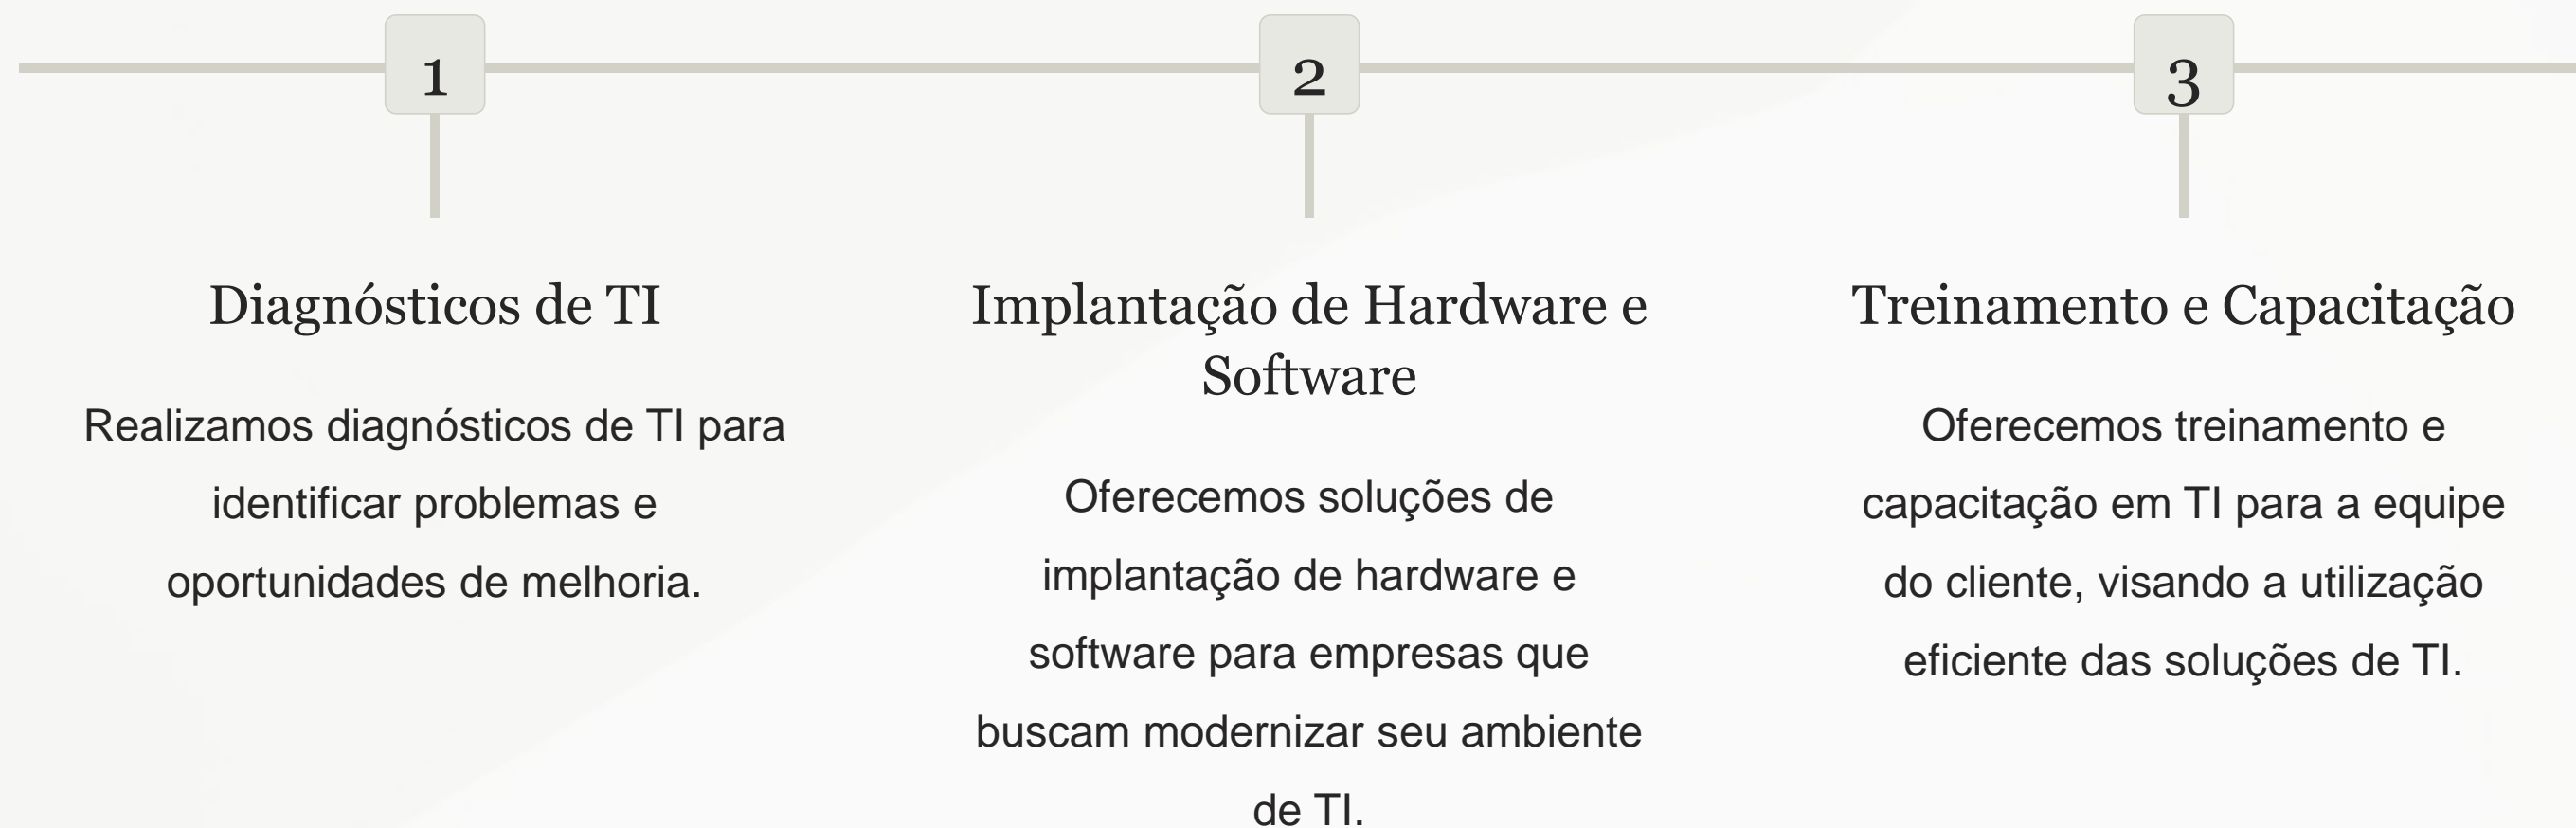 1
Diagnósticos de TI
Realizamos diagnósticos de TI para
identificar problemas e
oportunidades de melhoria.
2
Implantação de Hardware e
Software
Oferecemos soluções de
implantação de hardware e
software para empresas que
buscam modernizar seu ambiente
de TI.
3
Treinamento e Capacitação
Oferecemos treinamento e
capacitação em TI para a equipe
do cliente, visando a utilização
eficiente das soluções de TI.